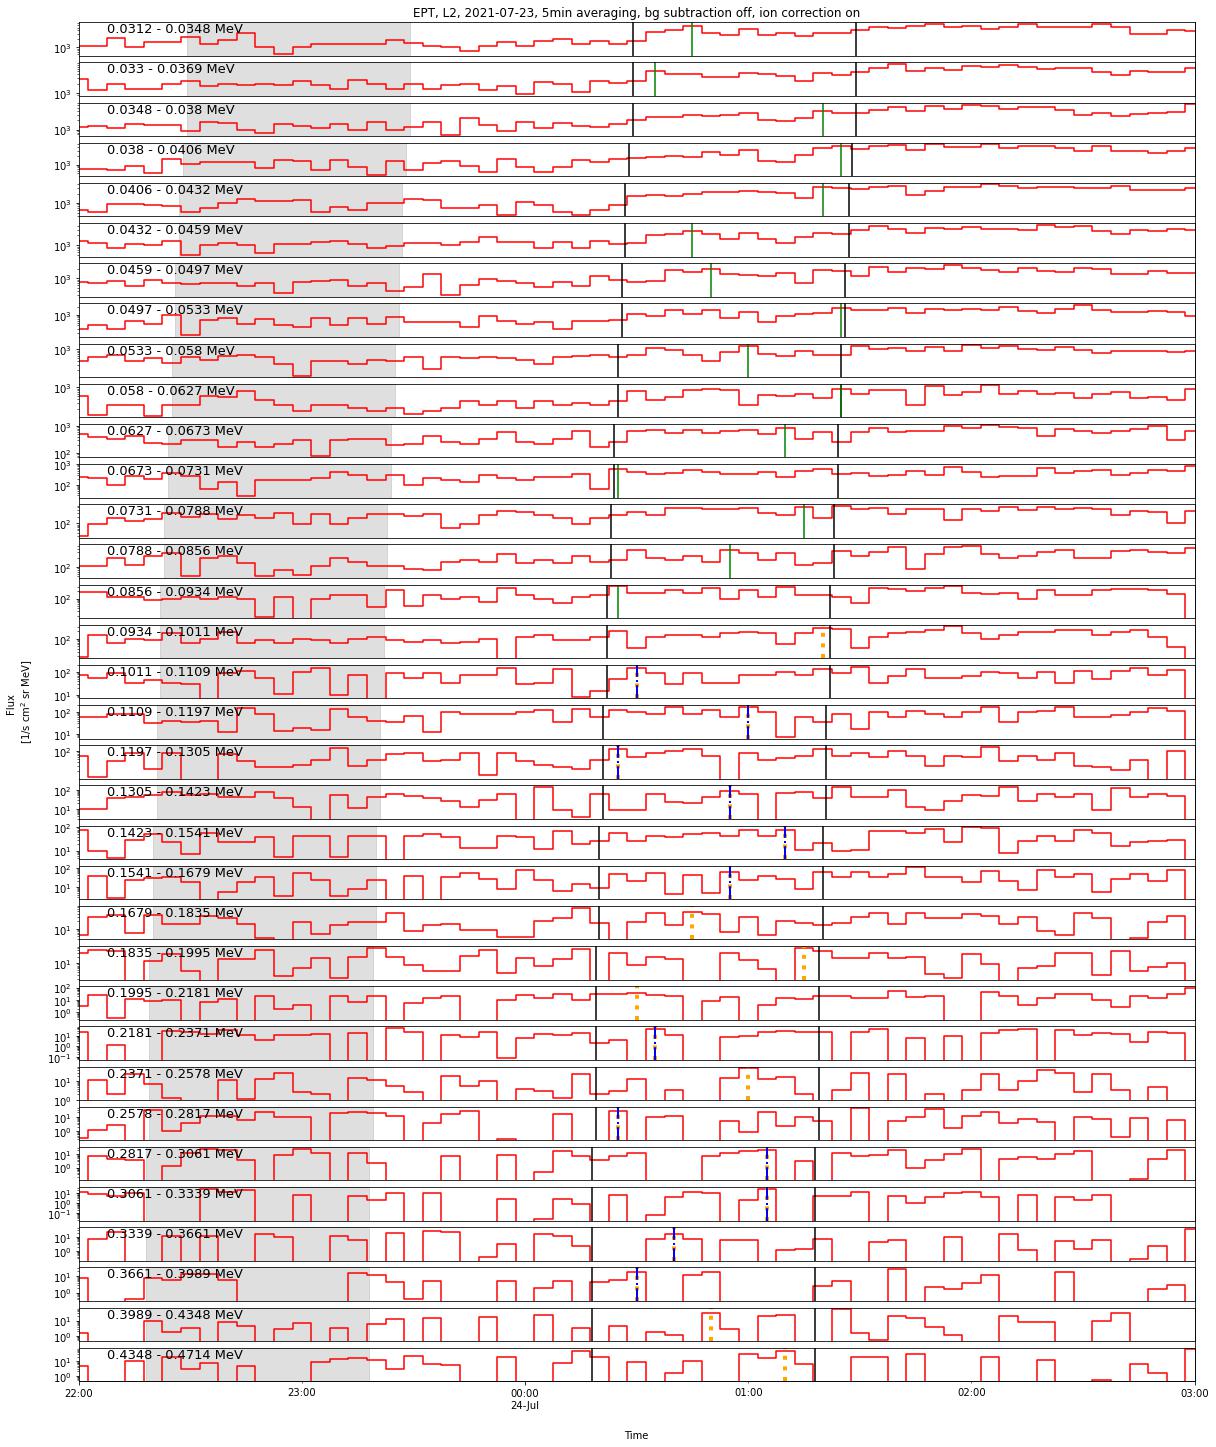 EPT, L2, 2021-07-23, 5min averaging, bg subtraction off, ion correction on
0.0312 - 0.0348 MeV
10³
0.033 - 0.0369 MeV
10³
0.0348 - 0.038 MeV
10³
0.038 - 0.0406 MeV
10³
0.0406 - 0.0432 MeV
10³
0.0432 - 0.0459 MeV
10³
0.0459 - 0.0497 MeV
10³
0.0497 - 0.0533 MeV
10³
0.0533 - 0.058 MeV
10³
0.058 - 0.0627 MeV
10³
0.0627 - 0.0673 MeV
10³
10²
0.0673 - 0.0731 MeV
10³
10²
0.0731 - 0.0788 MeV
10²
0.0788 - 0.0856 MeV
10²
0.0856 - 0.0934 MeV
10²
0.0934 - 0.1011 MeV
10²
0.1011 - 0.1109 MeV
10²
10¹
0.1109 - 0.1197 MeV
10²
10¹
0.1197 - 0.1305 MeV
10²
0.1305 - 0.1423 MeV
10²
10¹
0.1423 - 0.1541 MeV
10²
10¹
0.1541 - 0.1679 MeV
10²
10¹
0.1679 - 0.1835 MeV
10¹
0.1835 - 0.1995 MeV
10¹
0.1995 - 0.2181 MeV
10²
10¹
10⁰
0.2181 - 0.2371 MeV
10¹
10⁰
10⁻¹
0.2371 - 0.2578 MeV
10¹
10⁰
0.2578 - 0.2817 MeV
10¹
10⁰
0.2817 - 0.3061 MeV
10¹
10⁰
0.3061 - 0.3339 MeV
10¹
10⁰
10⁻¹
0.3339 - 0.3661 MeV
10¹
10⁰
0.3661 - 0.3989 MeV
10¹
10⁰
0.3989 - 0.4348 MeV
10¹
10⁰
0.4348 - 0.4714 MeV
10¹
10⁰
Flux
[1/s cm² sr MeV]
22:00 23:00 00:00 01:00 02:00 03:00
24-Jul
Time